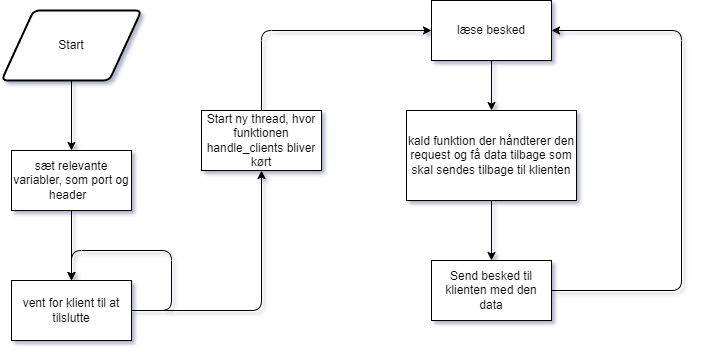 Start
sæt relevante
variabler, som port og
header
vent for klient til at
tilslutte
Start ny thread, hvor
funktionen
handle_clients bliver
kørt
læse besked
kald funktion der håndterer den
request og få data tilbage som
skal sendes tilbage til klienten
Send besked til
klienten med den
data